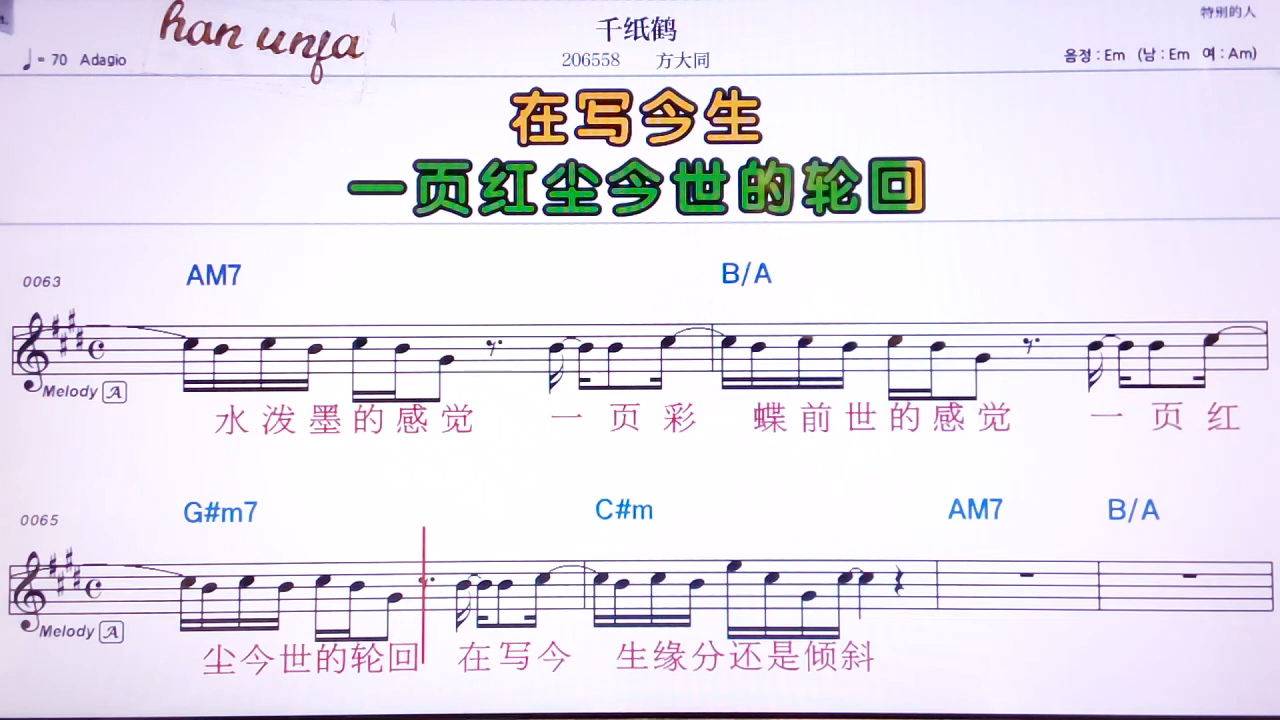 特别的人
han unfa
千纸鹤
♩= 70 Adagio
206558 方大同
음정 : Em (남 : Em 여 : Am)
在写今生
一页红尘今世的轮回
0063 AM7 B/A
Melody A
水泼墨的感觉 一页彩 蝶前世的感觉 一页红
0065 G#m7 C#m AM7 B/A
Melody A
尘今世的轮回 在写今 生缘分还是倾斜